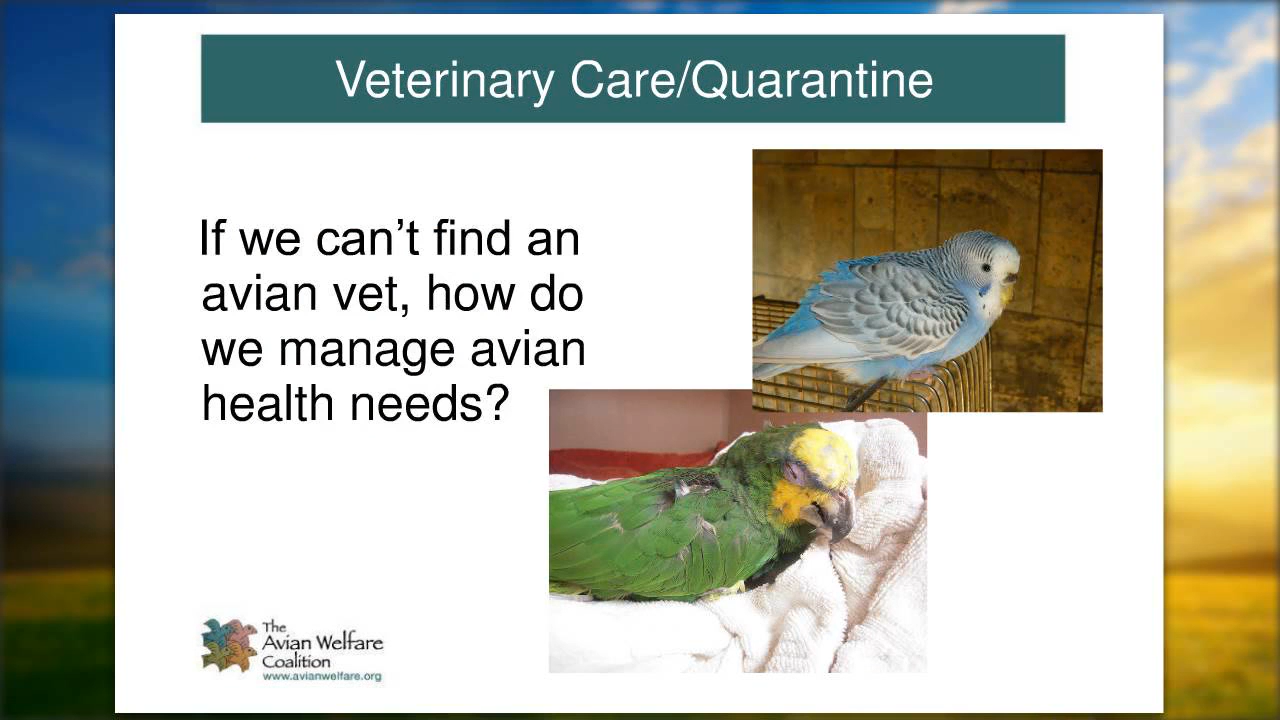 Veterinary Care/Quarantine
If we can’t find an
avian vet, how do
we manage avian
health needs?
The
Avian Welfare
Coalition
www.avianwelfare.org